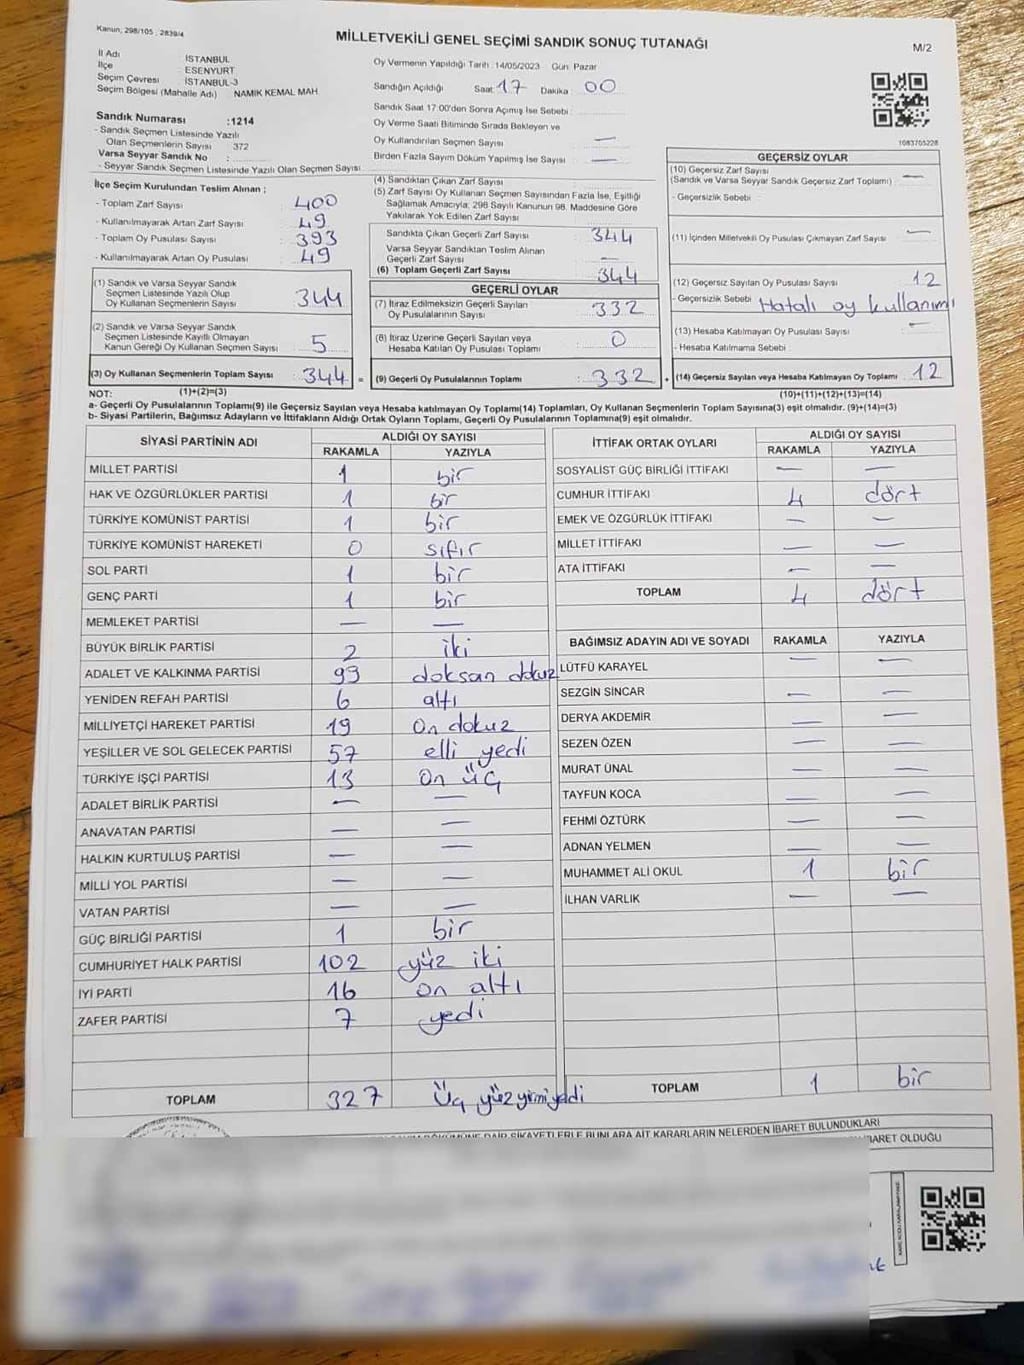 Kanun, 298/105 , 2839/4
MİLLETVEKİLİ GENEL SEÇİMİ SANDIK SONUÇ TUTANAĞI
M/2
İl Adı İSTANBUL
İlçe ESENYURT
Seçim Çevresi İSTANBUL-3
Seçim Bölgesi (Mahalle Adı) NAMIK KEMAL MAH
Sandık Numarası :1214
- Sandık Seçmen Listesinde Yazılı
Olan Seçmenlerin Sayısı 372
Varsa Seyyar Sandık No :
- Seyyar Sandık Seçmen Listesinde Yazılı Olan Seçmen Sayısı
Oy Vermenin Yapıldığı Tarih :14/05/2023 Gün: Pazar
Sandığın Açıldığı Saat 17 Dakika : 00
Sandık Saat 17:00'den Sonra Açımış İse Sebebi :
Oy Verme Saati Bitiminde Sırada Bekleyen ve
Oy Kullandırılan Seçmen Sayısı : —
Birden Fazla Sayım Döküm Yapılmış İse Sayısı : —
1083705228
İlçe Seçim Kurulundan Teslim Alınan ;
- Toplam Zarf Sayısı : 400
- Kullanılmayarak Artan Zarf Sayısı : 49
- Toplam Oy Pusulası Sayısı : 393
- Kullanılmayarak Artan Oy Pusulası : 49
(4) Sandıktan Çıkan Zarf Sayısı :
(5) Zarf Sayısı Oy Kullanan Seçmen Sayısından Fazla İse, Eşitliği
Sağlamak Amacıyla; 298 Sayılı Kanunun 98. Maddesine Göre
Yakılarak Yok Edilen Zarf Sayısı
Sandıkta Çıkan Geçerli Zarf Sayısı : 344
Varsa Seyyar Sandıktan Teslim Alınan
Geçerli Zarf Sayısı : —
(6) Toplam Geçerli Zarf Sayısı : 344
GEÇERSİZ OYLAR
(10) Geçersiz Zarf Sayısı
(Sandık ve Varsa Seyyar Sandık Geçersiz Zarf Toplamı) : —
- Geçersizlik Sebebi :
(11) İçinden Milletvekili Oy Pusulası Çıkmayan Zarf Sayısı : —
(12) Geçersiz Sayılan Oy Pusulası Sayısı : 12
- Geçersizlik Sebebi : Hatalı oy kullanımı
(13) Hesaba Katılmayan Oy Pusulası Sayısı : —
- Hesaba Katılmama Sebebi :
(14) Geçersiz Sayılan veya Hesaba Katılmayan Oy Toplamı : 12
(1) Sandık ve Varsa Seyyar Sandık
Seçmen Listesinde Yazılı Olup
Oy Kullanan Seçmenlerin Sayısı : 344
(2) Sandık ve Varsa Seyyar Sandık
Seçmen Listesinde Kayıtlı Olmayan
Kanun Gereği Oy Kullanan Seçmen Sayısı : 5
(3) Oy Kullanan Seçmenlerin Toplam Sayısı : 344 =
GEÇERLİ OYLAR
(7) İtiraz Edilmeksizin Geçerli Sayılan
Oy Pusulalarının Sayısı : 332
(8) İtiraz Üzerine Geçerli Sayılan veya
Hesaba Katılan Oy Pusulası Toplamı : 0
(9) Geçerli Oy Pusulalarının Toplamı : 332 +
NOT: (1)+(2)=(3) (10)+(11)+(12)+(13)=(14)
a- Geçerli Oy Pusulalarının Toplamı(9) ile Geçersiz Sayılan veya Hesaba katılmayan Oy Toplamı(14) Toplamları, Oy Kullanan Seçmenlerin Toplam Sayısına(3) eşit olmalıdır. (9)+(14)=(3)
b- Siyasi Partilerin, Bağımsız Adayların ve İttifakların Aldığı Ortak Oyların Toplamı, Geçerli Oy Pusulalarının Toplamına(9) eşit olmalıdır.
SİYASİ PARTİNİN ADI ALDIĞI OY SAYISI
RAKAMLA YAZIYLA
MİLLET PARTİSİ 1 bir
HAK VE ÖZGÜRLÜKLER PARTİSİ 1 bir
TÜRKİYE KOMÜNİST PARTİSİ 1 bir
TÜRKİYE KOMÜNİST HAREKETİ 0 sıfır
SOL PARTİ 1 bir
GENÇ PARTİ 1 bir
MEMLEKET PARTİSİ — —
BÜYÜK BİRLİK PARTİSİ 2 iki
ADALET VE KALKINMA PARTİSİ 99 doksan dokuz
YENİDEN REFAH PARTİSİ 6 altı
MİLLİYETÇİ HAREKET PARTİSİ 19 on dokuz
YEŞİLLER VE SOL GELECEK PARTİSİ 57 elli yedi
TÜRKİYE İŞÇİ PARTİSİ 13 on üç
ADALET BİRLİK PARTİSİ — —
ANAVATAN PARTİSİ — —
HALKIN KURTULUŞ PARTİSİ — —
MİLLİ YOL PARTİSİ — —
VATAN PARTİSİ — —
GÜÇ BİRLİĞİ PARTİSİ 1 bir
CUMHURİYET HALK PARTİSİ 102 yüz iki
İYİ PARTİ 16 on altı
ZAFER PARTİSİ 7 yedi
TOPLAM 327 Üç yüz yirmi yedi
İTTİFAK ORTAK OYLARI ALDIĞI OY SAYISI
RAKAMLA YAZIYLA
SOSYALİST GÜÇ BİRLİĞİ İTTİFAKI — —
CUMHUR İTTİFAKI 4 dört
EMEK VE ÖZGÜRLÜK İTTİFAKI — —
MİLLET İTTİFAKI — —
ATA İTTİFAKI — —
TOPLAM 4 dört
BAĞIMSIZ ADAYIN ADI VE SOYADI RAKAMLA YAZIYLA
LÜTFÜ KARAYEL — —
SEZGİN SİNCAR — —
DERYA AKDEMİR — —
SEZEN ÖZEN — —
MURAT ÜNAL — —
TAYFUN KOCA — —
FEHMİ ÖZTÜRK — —
ADNAN YELMEN — —
MUHAMMET ALİ OKUL 1 bir
İLHAN VARLIK — —
TOPLAM 1 bir
DÖKÜMÜNE DAİR ŞİKAYETLERLE BUNLARA AİT KARARLARIN NELERDEN İBARET BULUNDUKLARI
İBARET OLDUĞU